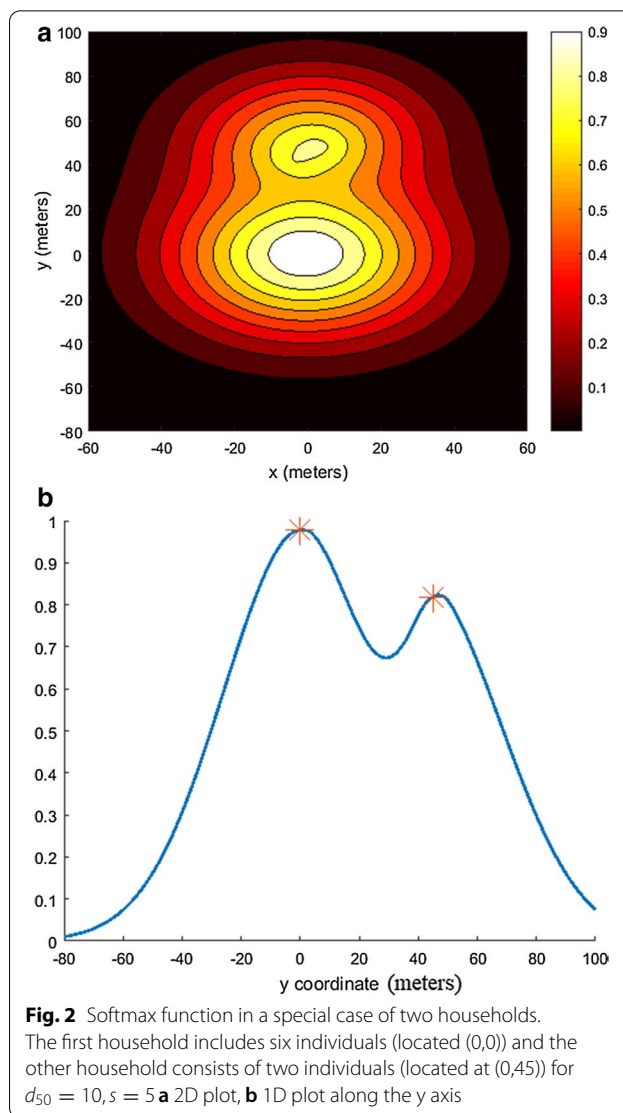 a
100
80
60
40
20
0
-20
-40
-60
-80
y (meters)
-60 -40 -20 0 20 40 60
x (meters)
0.9
0.8
0.7
0.6
0.5
0.4
0.3
0.2
0.1
b
1
0.9
0.8
0.7
0.6
0.5
0.4
0.3
0.2
0.1
0
-80 -60 -40 -20 0 20 40 60 80 100
y coordinate (meters)
Fig. 2 Softmax function in a special case of two households.
The first household includes six individuals (located (0,0)) and the
other household consists of two individuals (located at (0,45)) for
d₅₀ = 10, s = 5 a 2D plot, b 1D plot along the y axis